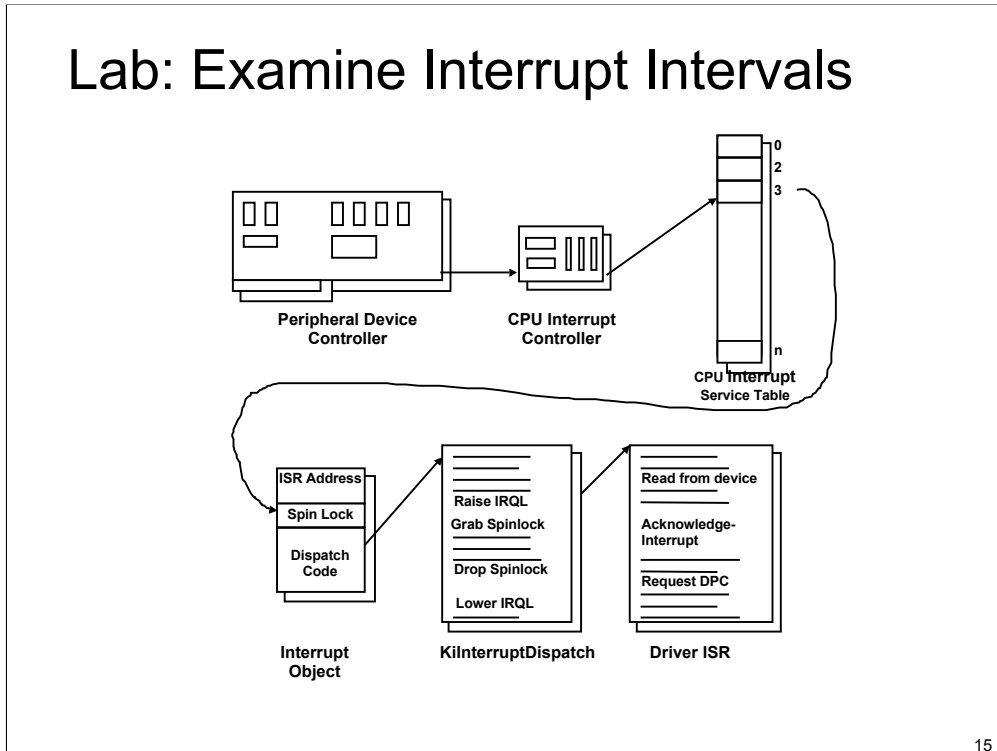 Lab: Examine Interrupt Intervals
0
2
3
n
Peripheral Device
Controller
CPU Interrupt
Controller
CPU Interrupt
Service Table
ISR Address
Spin Lock
Dispatch
Code
Interrupt
Object
Raise IRQL
Grab Spinlock
Drop Spinlock
Lower IRQL
KiInterruptDispatch
Read from device
Acknowledge-
Interrupt
Request DPC
Driver ISR
15